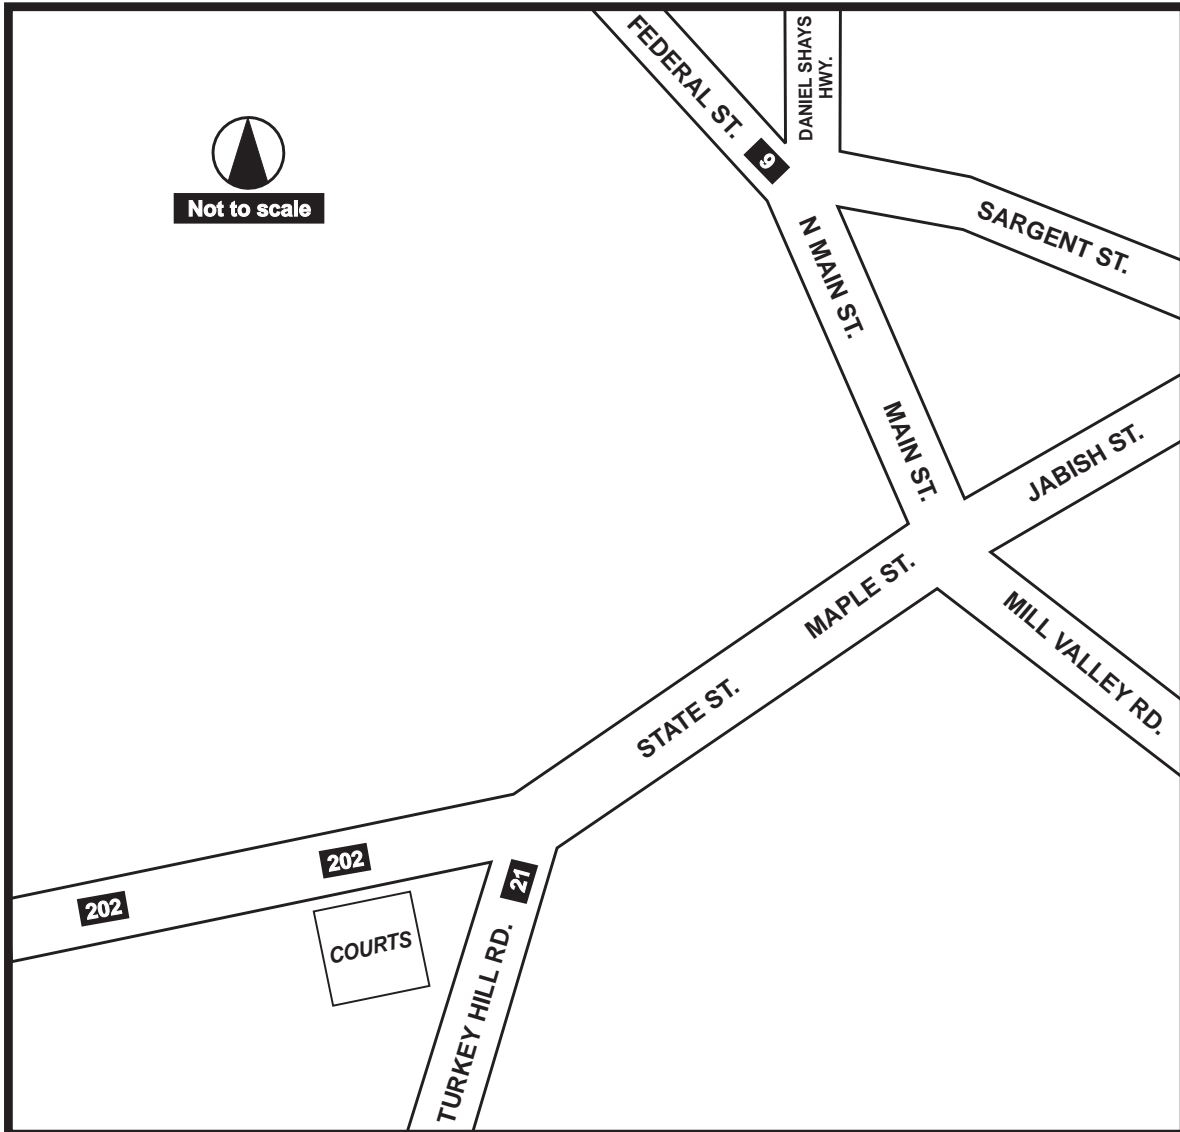 FEDERAL ST.
DANIEL SHAYS
HWY.
9
Not to scale
SARGENT ST.
N MAIN ST.
MAIN ST.
JABISH ST.
MAPLE ST.
MILL VALLEY RD.
STATE ST.
202
202
21
COURTS
TURKEY HILL RD.